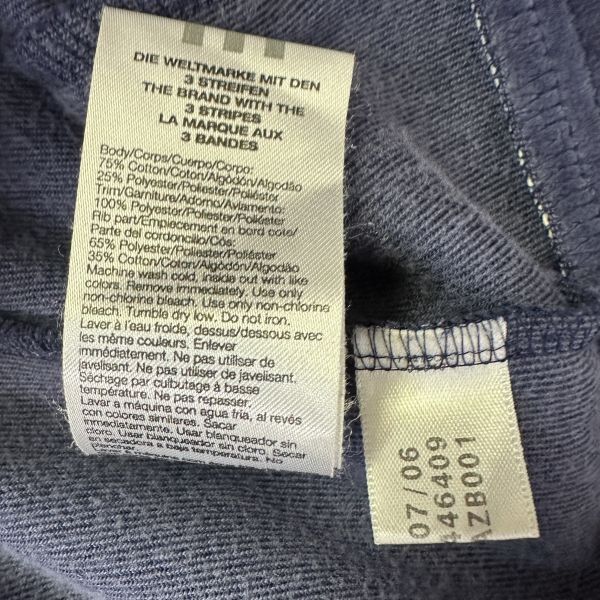 DIE WELTMARKE MIT DEN
3 STREIFEN
THE BRAND WITH THE
3 STRIPES
LA MARQUE AUX
3 BANDES
Body/Corps/Cuerpo/Corpo:
75% Cotton/Coton/Algodón/Algodão
25% Polyester/Poliester/Poliéster
Trim/Garniture/Adorno/Aviamento:
100% Polyester/Poliester/Poliéster
Rib part/Empiecement en bord cote/
Parte del cordoncillo/Cós:
65% Polyester/Poliester/Poliéster
35% Cotton/Coton/Algodón/Algodão
Machine wash cold, inside out with like
colors. Remove immediately. Use only
non-chlorine bleach. Use only non-chlorine
bleach. Tumble dry low. Do not iron.
Laver à l'eau froide, dessus/dessous avec
les même couleurs. Enlever
immédiatement. Ne pas utiliser de
javelisant. Ne pas utiliser de javelisant.
Séchage par culbutage à basse
température. Ne pas repasser.
Lavar a máquina con agua fria, al revés
con colores similares. Sacar
inmediatamente. Usar blanqueador sin
cloro. Usar blanqueador sin cloro. Secar
en secadora a baja temperatura. No
planchar.
07/06
446409
AZB001